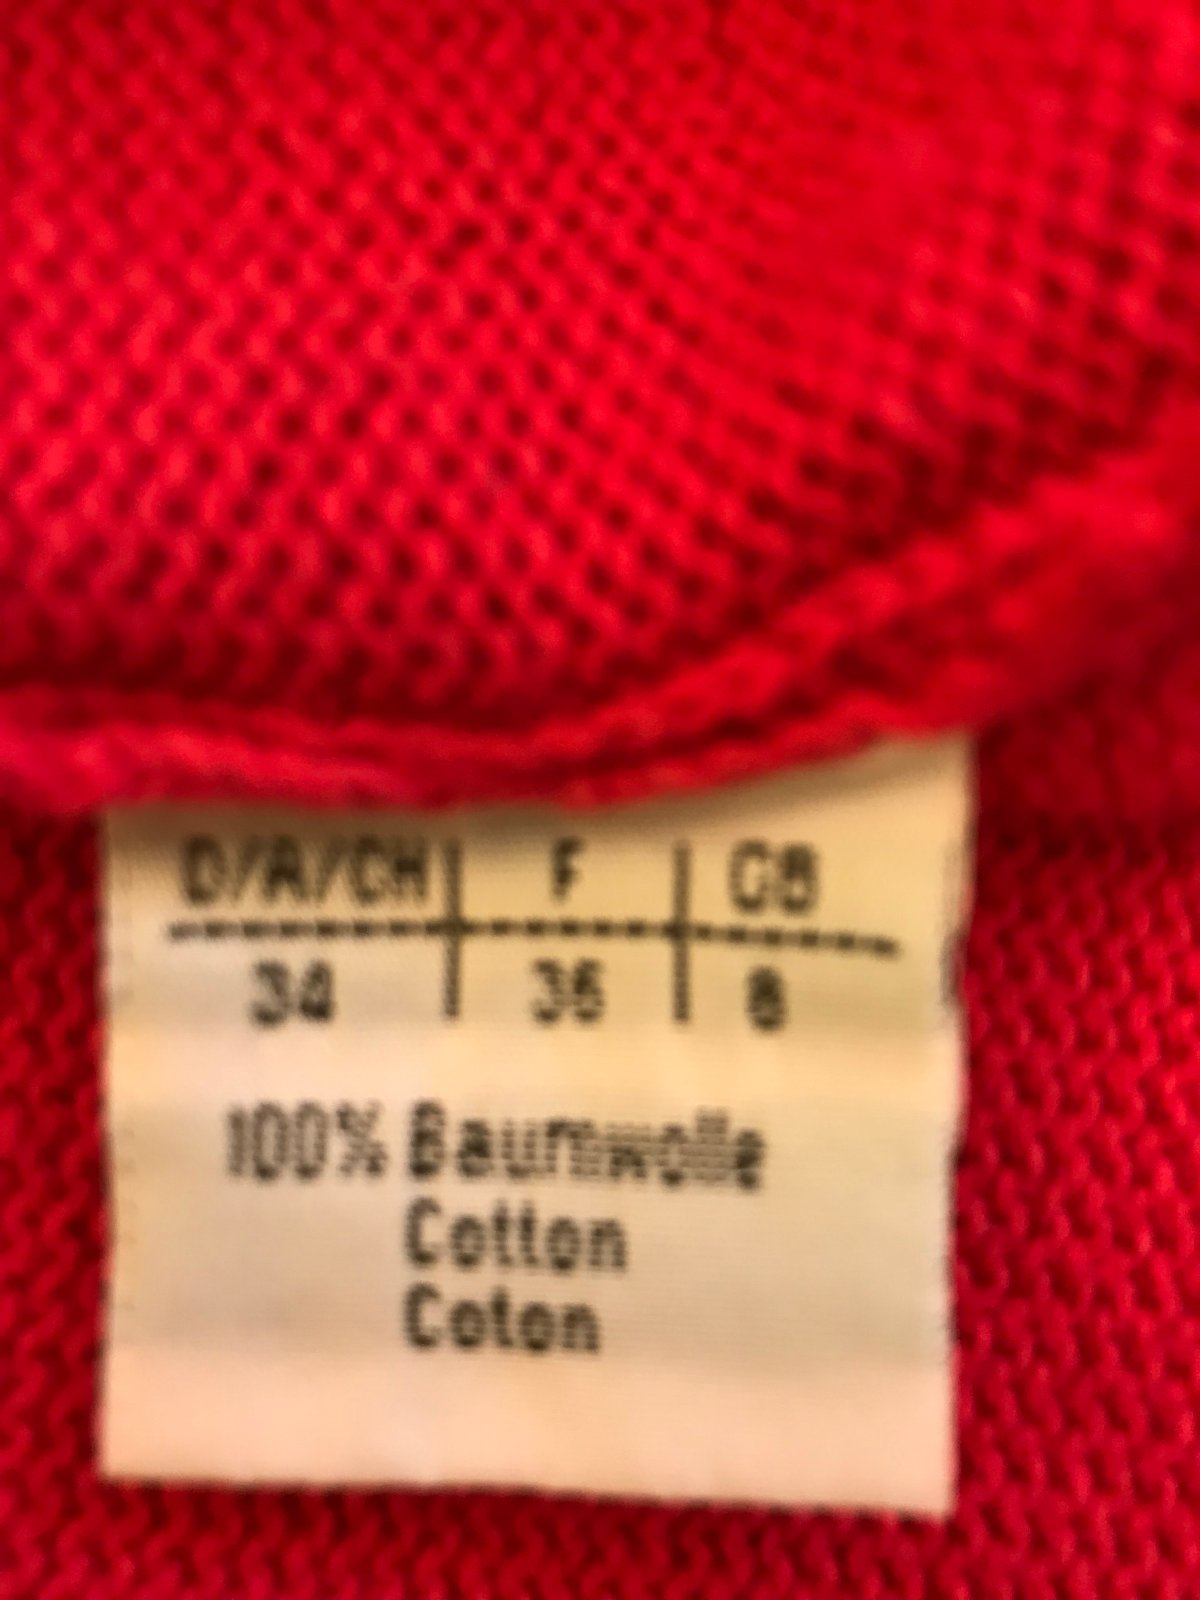 D/A/CH | F | GB
34 | 36 | 8
100% Baumwolle
Cotton
Coton